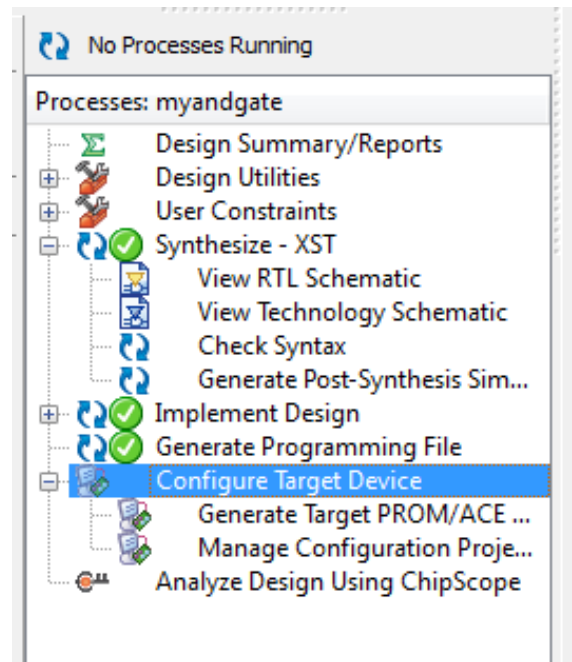 No Processes Running
Processes: myandgate
Design Summary/Reports
Design Utilities
User Constraints
Synthesize - XST
View RTL Schematic
View Technology Schematic
Check Syntax
Generate Post-Synthesis Sim...
Implement Design
Generate Programming File
Configure Target Device
Generate Target PROM/ACE ...
Manage Configuration Proje...
Analyze Design Using ChipScope